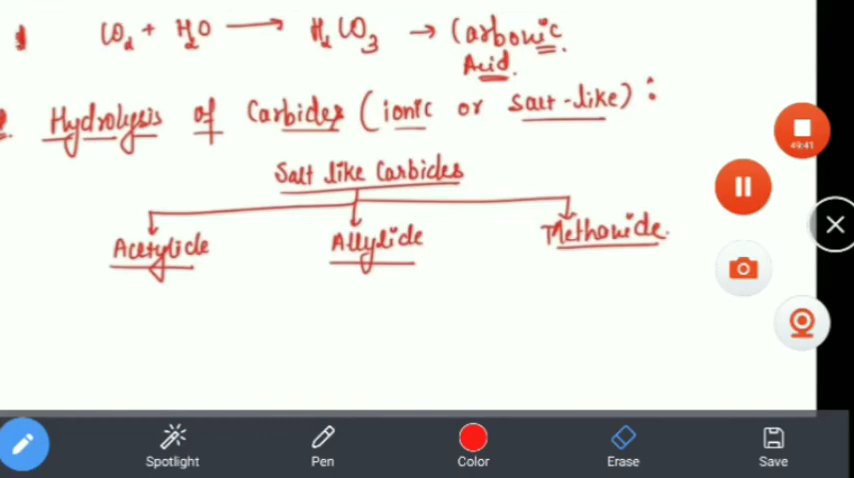 CO2 + H2O → H2CO3 → Carbonic
Acid.
Hydrolysis of Carbides (ionic or salt-like) :
Salt like Carbides
Acetylide Allylide Methanide.
49:41
Spotlight Pen Color Erase Save